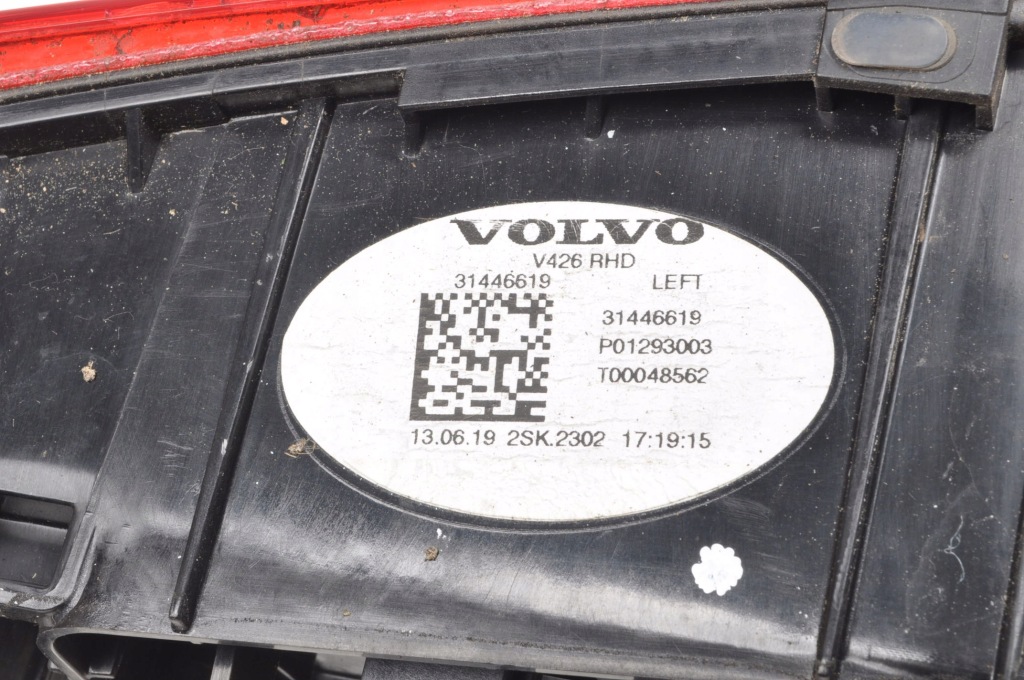 VOLVO
V426 RHD
31446619 LEFT
31446619
P01293003
T00048562
13.06.19 2SK.2302 17:19:15